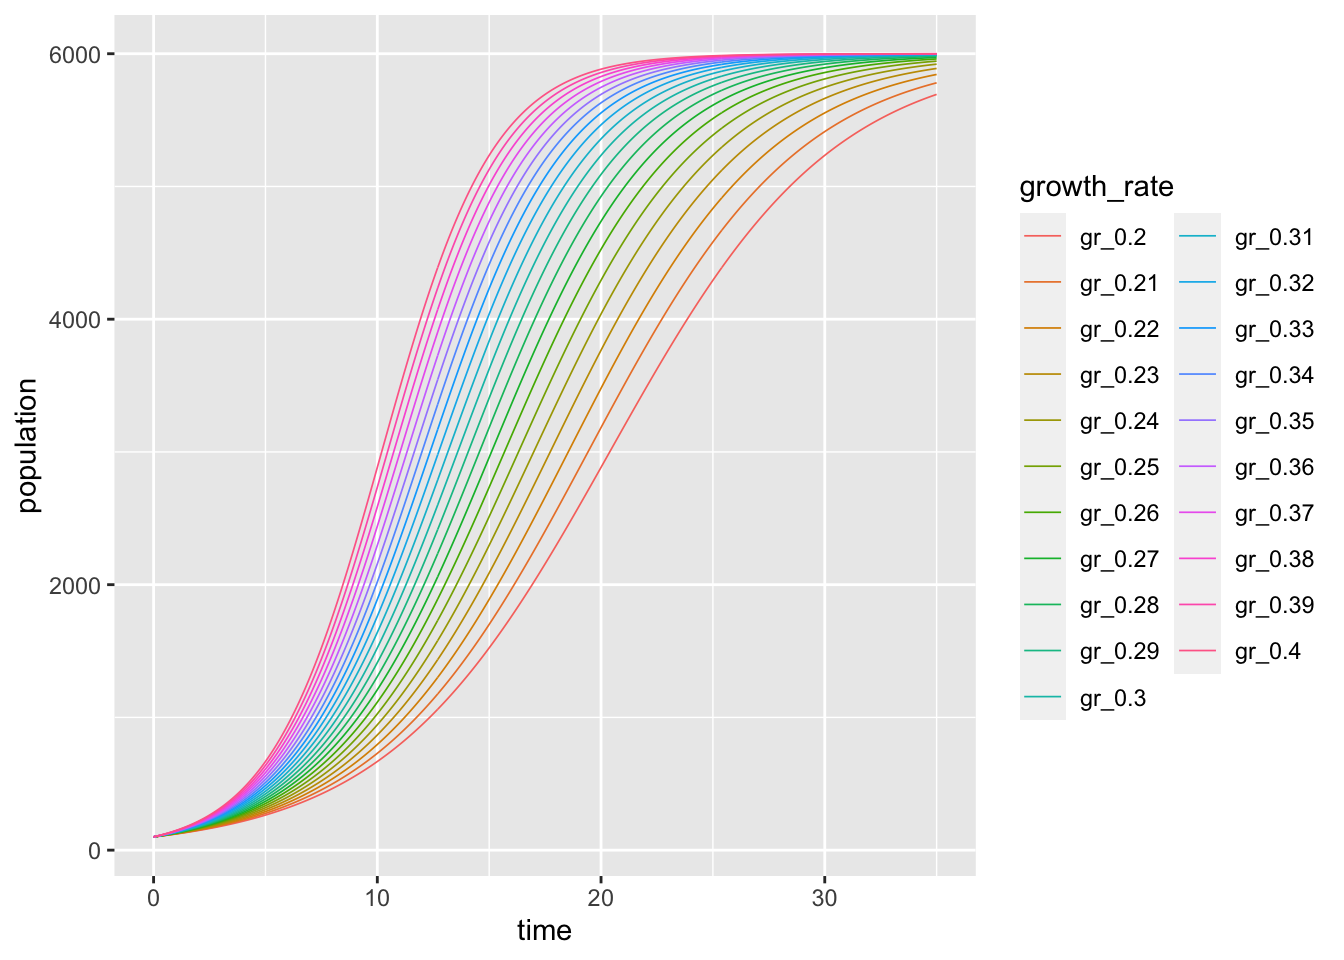 6000
4000
2000
0
population
0 10 20 30
time
growth_rate
gr_0.2 gr_0.31
gr_0.21 gr_0.32
gr_0.22 gr_0.33
gr_0.23 gr_0.34
gr_0.24 gr_0.35
gr_0.25 gr_0.36
gr_0.26 gr_0.37
gr_0.27 gr_0.38
gr_0.28 gr_0.39
gr_0.29 gr_0.4
gr_0.3